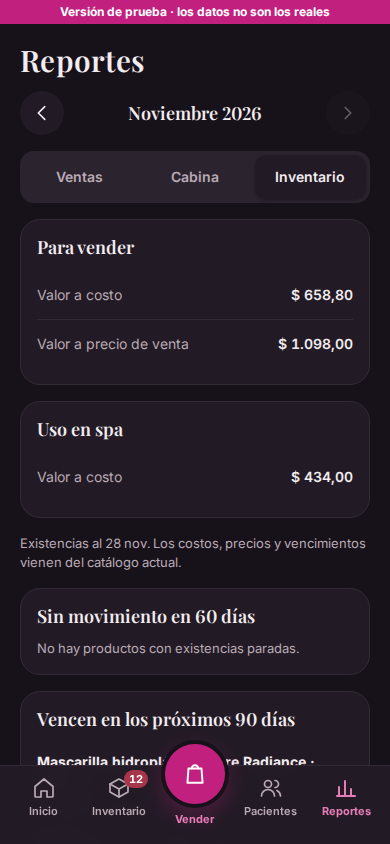 Versión de prueba · los datos no son los reales
Reportes
Noviembre 2026
Ventas
Cabina
Inventario
Para vender
Valor a costo
$ 658,80
Valor a precio de venta
$ 1.098,00
Uso en spa
Valor a costo
$ 434,00
Existencias al 28 nov. Los costos, precios y vencimientos
vienen del catálogo actual.
Sin movimiento en 60 días
No hay productos con existencias paradas.
Vencen en los próximos 90 días
Mascarilla Radiance ·
12
Inicio
Inventario
Vender
Pacientes
Reportes